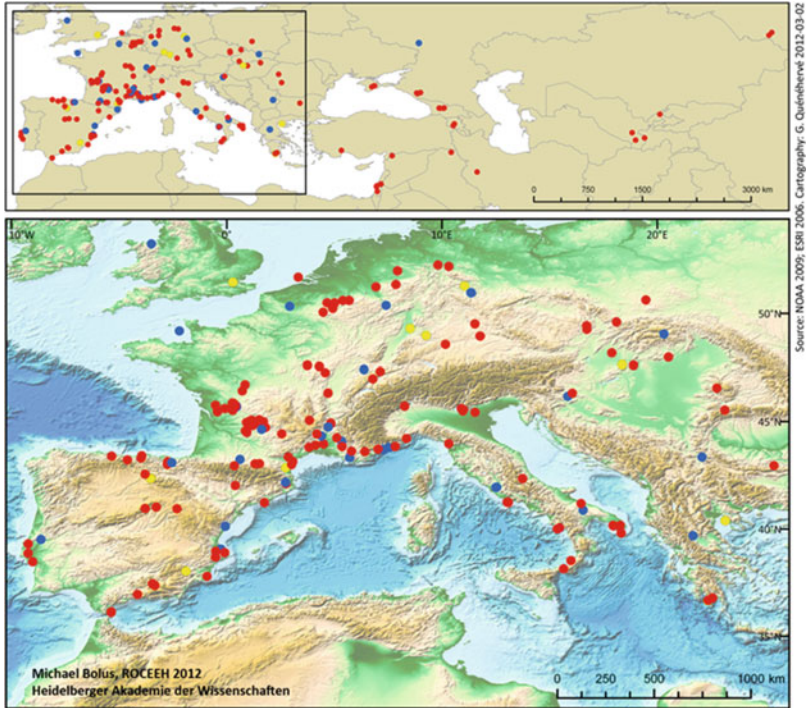 0 750 1500 3000 km
Source: NOAA 2009; ESRI 2006. Cartography: G. Quénéhervé 2012-03-02
10°W 0° 10°E 20°E
50°N
45°N
40°N
35°N
Michael Bolus, ROCEEH 2012
Heidelberger Akademie der Wissenschaften
0 250 500 1000 km